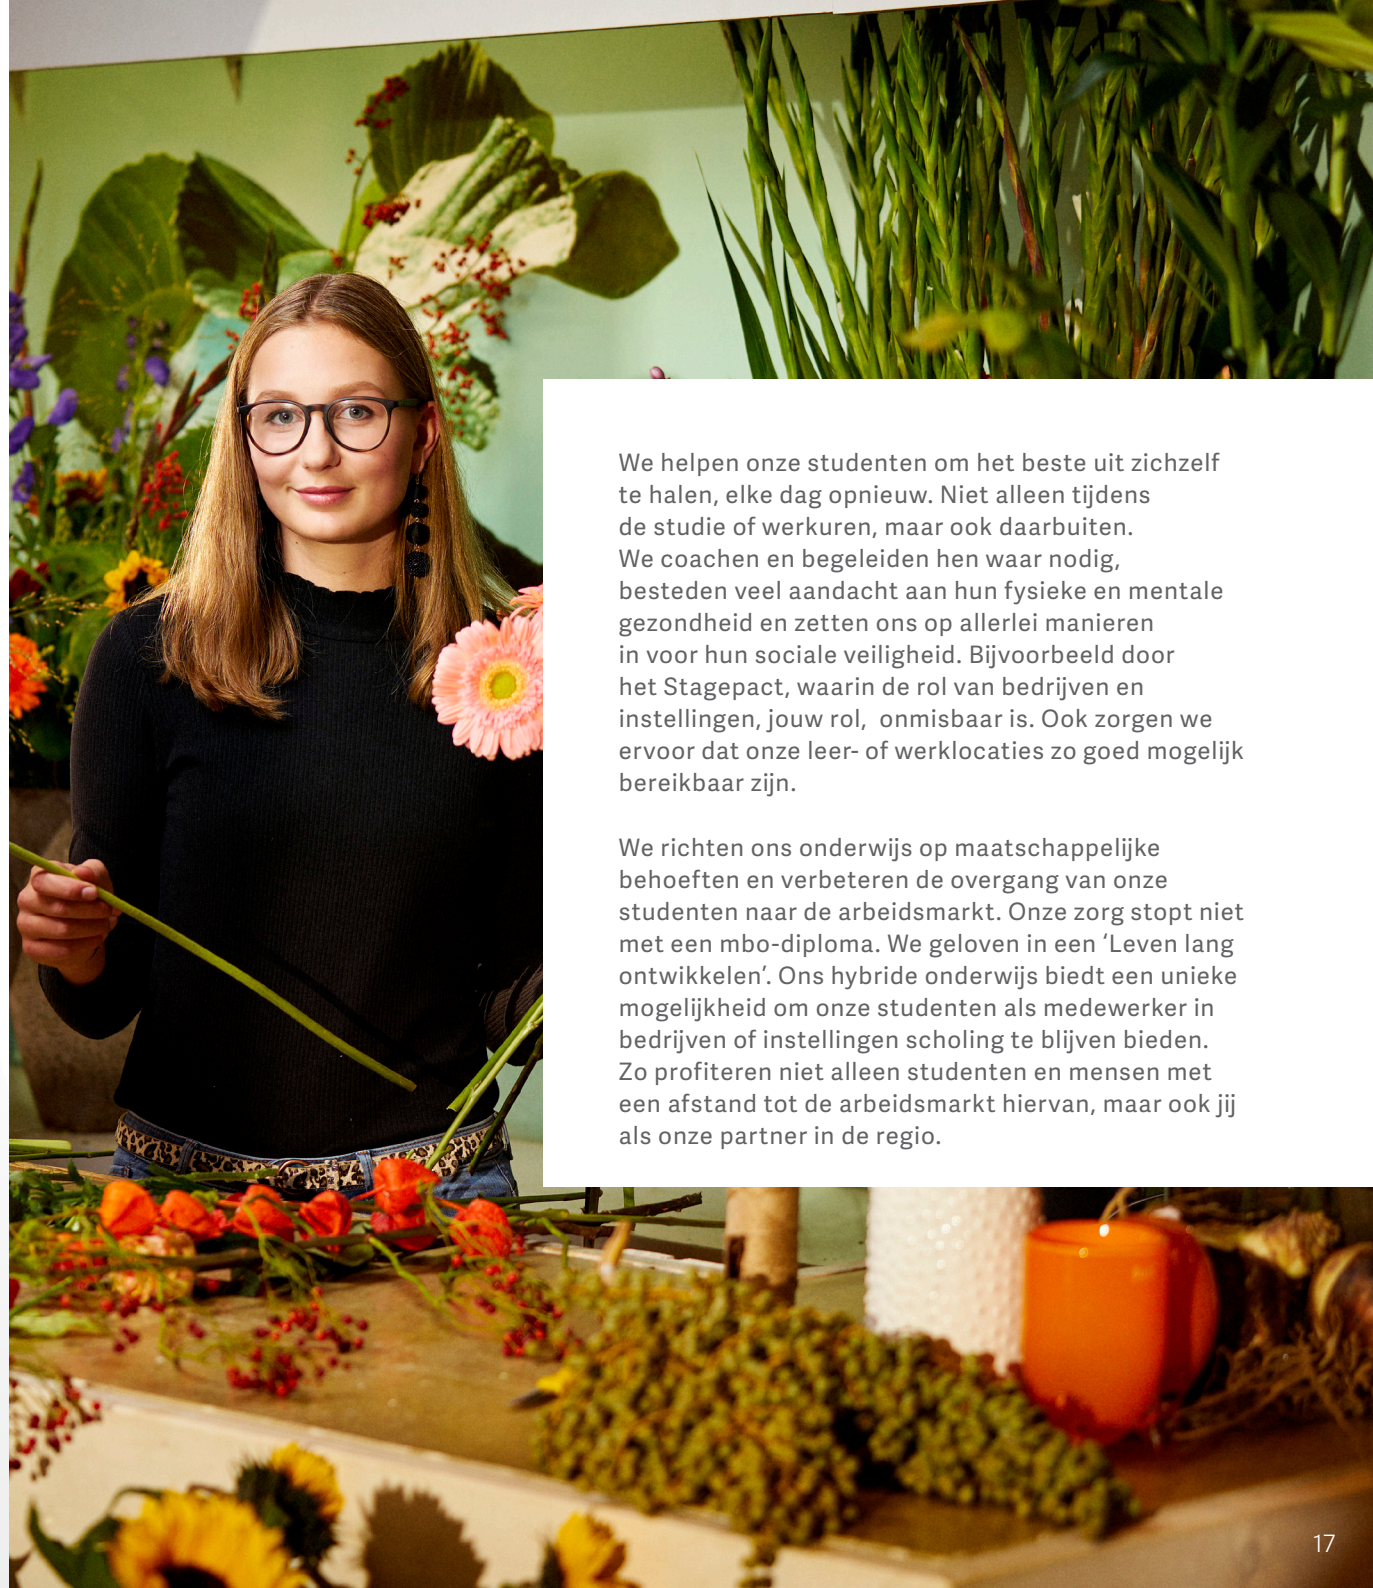 We helpen onze studenten om het beste uit zichzelf
te halen, elke dag opnieuw. Niet alleen tijdens
de studie of werkuren, maar ook daarbuiten.
We coachen en begeleiden hen waar nodig,
besteden veel aandacht aan hun fysieke en mentale
gezondheid en zetten ons op allerlei manieren
in voor hun sociale veiligheid. Bijvoorbeeld door
het Stagepact, waarin de rol van bedrijven en
instellingen, jouw rol,  onmisbaar is. Ook zorgen we
ervoor dat onze leer- of werklocaties zo goed mogelijk
bereikbaar zijn.

We richten ons onderwijs op maatschappelijke
behoeften en verbeteren de overgang van onze
studenten naar de arbeidsmarkt. Onze zorg stopt niet
met een mbo-diploma. We geloven in een ‘Leven lang
ontwikkelen’. Ons hybride onderwijs biedt een unieke
mogelijkheid om onze studenten als medewerker in
bedrijven of instellingen scholing te blijven bieden.
Zo profiteren niet alleen studenten en mensen met
een afstand tot de arbeidsmarkt hiervan, maar ook jij
als onze partner in de regio.
17